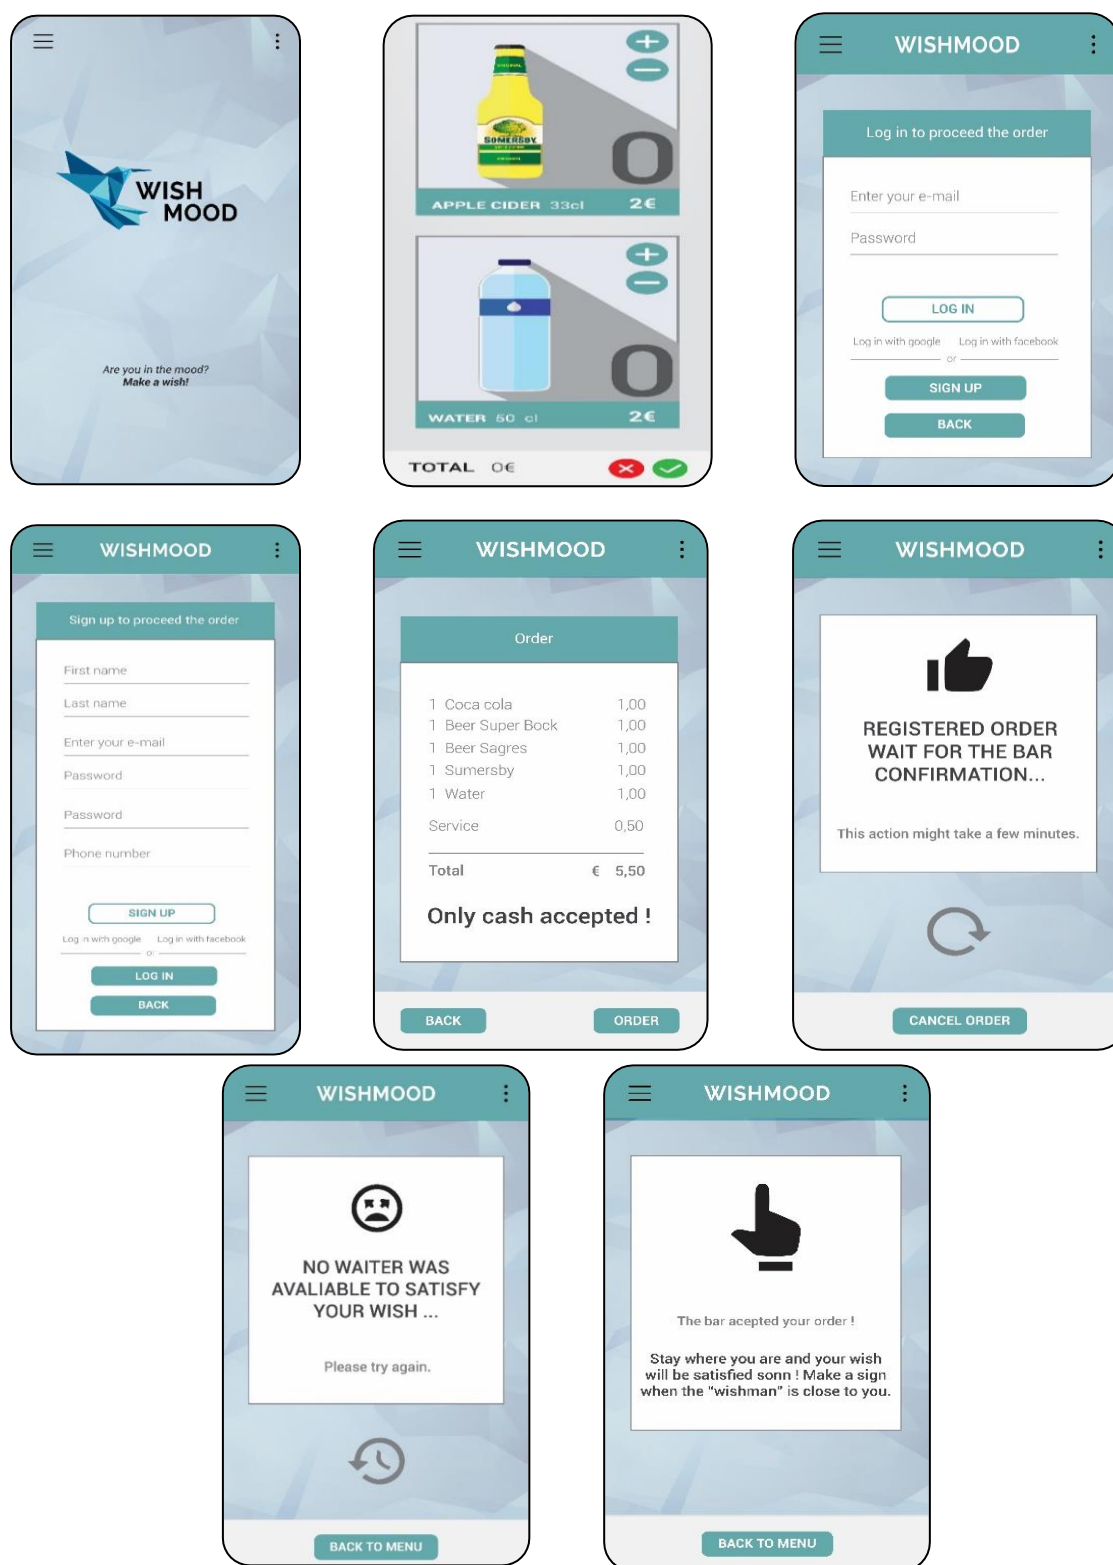 WISH
MOOD
Are you in the mood?
Make a wish!
ORIGINAL
SOMERSBY
0
APPLE CIDER 33cl 2€
0
WATER 50 cl 2€
TOTAL 0€
WISHMOOD
Log in to proceed the order
Enter your e-mail
Password
LOG IN
Log in with google Log in with facebook
or
SIGN UP
BACK
WISHMOOD
Sign up to proceed the order
First name
Last name
Enter your e-mail
Password
Password
Phone number
SIGN UP
Log in with google Log in with facebook
or
LOG IN
BACK
WISHMOOD
Order
1 Coca cola 1,00
1 Beer Super Bock 1,00
1 Beer Sagres 1,00
1 Sumersby 1,00
1 Water 1,00
Service 0,50
Total € 5,50
Only cash accepted !
BACK ORDER
WISHMOOD
REGISTERED ORDER
WAIT FOR THE BAR
CONFIRMATION...
This action might take a few minutes.
CANCEL ORDER
WISHMOOD
NO WAITER WAS
AVALIABLE TO SATISFY
YOUR WISH ...
Please try again.
BACK TO MENU
WISHMOOD
The bar acepted your order !
Stay where you are and your wish
will be satisfied sonn ! Make a sign
when the "wishman" is close to you.
BACK TO MENU